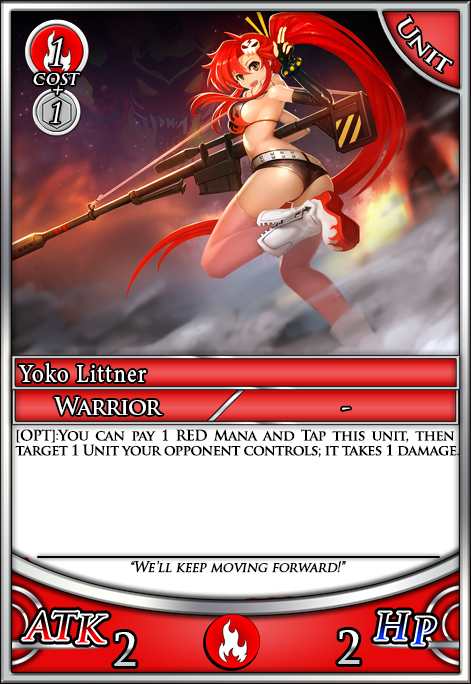 1
COST
+
1
UNIT
Yoko Littner
WARRIOR / -
[OPT]:YOU CAN PAY 1 RED MANA AND TAP THIS UNIT, THEN
TARGET 1 UNIT YOUR OPPONENT CONTROLS; IT TAKES 1 DAMAGE.
"WE'LL KEEP MOVING FORWARD!"
ATK 2
2 HP